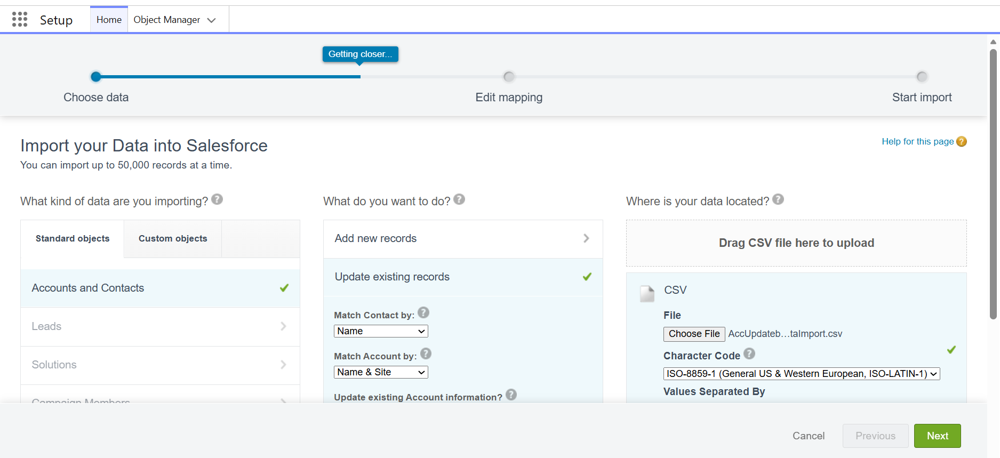 Setup
Home
Object Manager
Getting closer...
Choose data
Edit mapping
Start import
Import your Data into Salesforce
Help for this page ?
You can import up to 50,000 records at a time.
What kind of data are you importing? ?
Standard objects
Custom objects
Accounts and Contacts
Leads
Solutions
Campaign Members
What do you want to do? ?
Add new records
Update existing records
Match Contact by: ?
Name
Match Account by: ?
Name & Site
Update existing Account information? ?
Where is your data located? ?
Drag CSV file here to upload
CSV
File
Choose File AccUpdateb...taImport.csv
Character Code ?
ISO-8859-1 (General US & Western European, ISO-LATIN-1)
Values Separated By
Cancel
Previous
Next